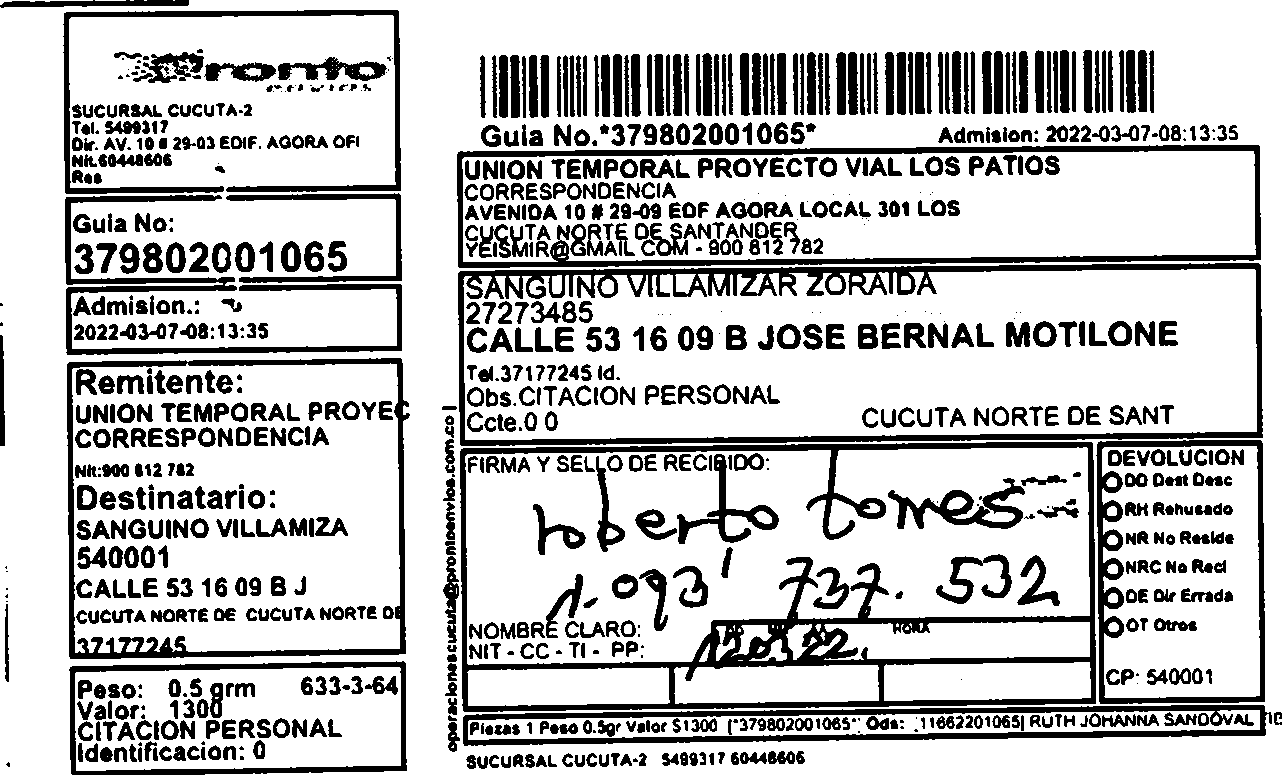 Pronto
envios
SUCURSAL CUCUTA-2
Tel. 5499317
Dir. AV. 10 # 29-03 EDIF. AGORA OFI
Nit.60448606
Res
Guia No:
379802001065
Admision.:
2022-03-07-08:13:35
Remitente:
UNION TEMPORAL PROYEC
CORRESPONDENCIA
Nit:900 812 782
Destinatario:
SANGUINO VILLAMIZA
540001
CALLE 53 16 09 B J
CUCUTA NORTE DE CUCUTA NORTE DE
37177245
Peso: 0.5 grm 633-3-64
Valor: 1300
CITACION PERSONAL
Identificacion: 0
Guia No.*379802001065* Admision: 2022-03-07-08:13:35
UNION TEMPORAL PROYECTO VIAL LOS PATIOS
CORRESPONDENCIA
AVENIDA 10 # 29-09 EDF AGORA LOCAL 301 LOS
CUCUTA NORTE DE SANTANDER
YEISMIR@GMAIL COM - 900 812 782
SANGUINO VILLAMIZAR ZORAIDA
27273485
CALLE 53 16 09 B JOSE BERNAL MOTILONE
Tel.37177245 Id.
Obs.CITACION PERSONAL
Ccte.0 0 CUCUTA NORTE DE SANT
operacionescucuta@prontoenvios.com.co |
FIRMA Y SELLO DE RECIBIDO:
roberto torres
1.093' 737. 532
NOMBRE CLARO:
NIT - CC - TI - PP:
DD MM AA HORA
DEVOLUCION
DD Dest Desc
RH Rehusado
NR No Reside
NRC No Recl
DE Dir Errada
OT Otros
CP: 540001
Piezas 1 Peso 0.5gr Valor $1300 [*379802001065*] Ods: 11662201065| RUTH JOHANNA SANDOVAL
SUCURSAL CUCUTA-2 5499317 60448606